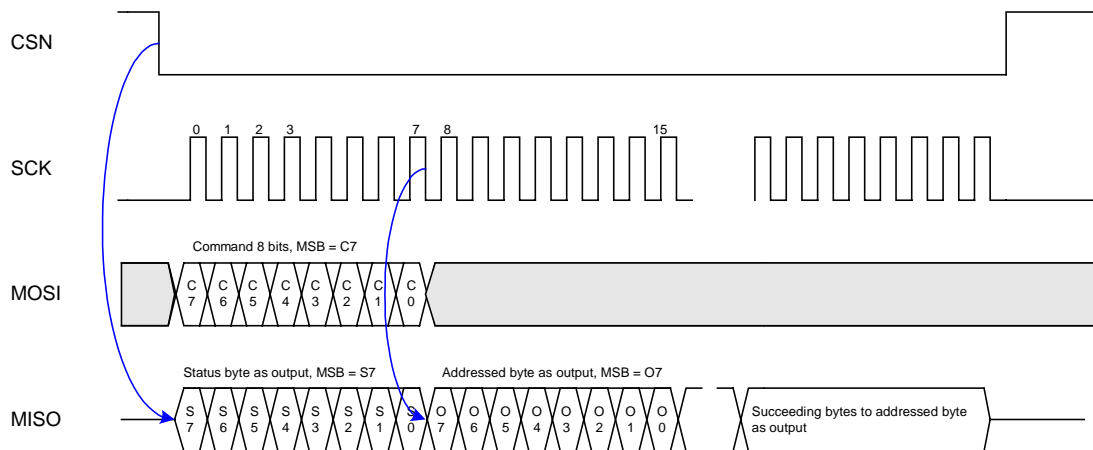 CSN
0 1 2 3 7 8 15
SCK
Command 8 bits, MSB = C7
MOSI
C7 C6 C5 C4 C3 C2 C1 C0
Status byte as output, MSB = S7 Addressed byte as output, MSB = O7
MISO
S7 S6 S5 S4 S3 S2 S1 S0 O7 O6 O5 O4 O3 O2 O1 O0
Succeeding bytes to addressed byte
as output